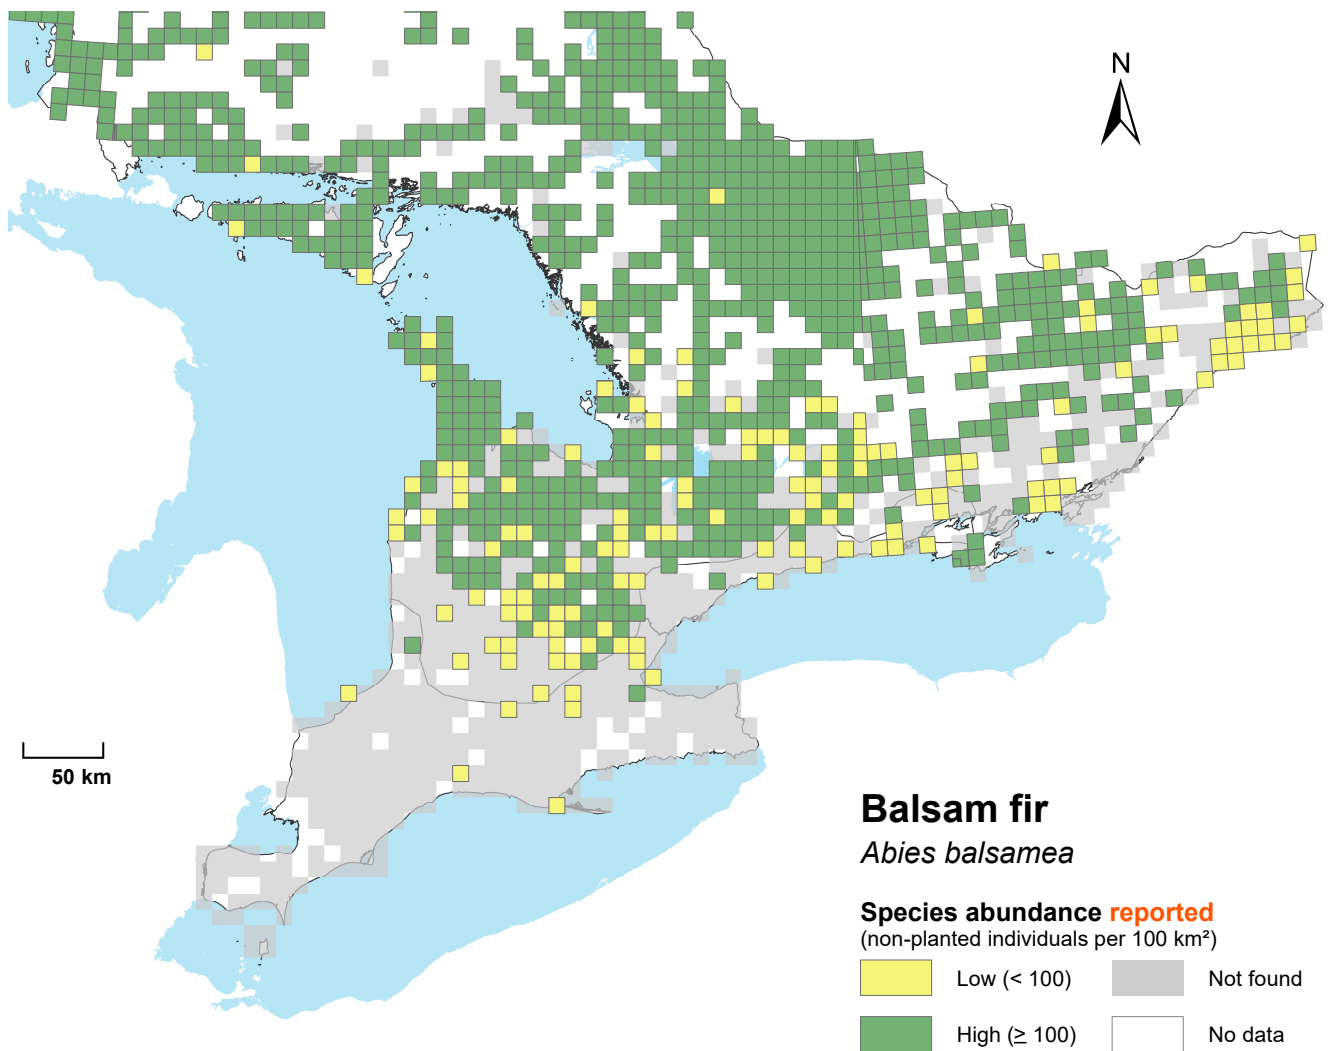 N
50 km
Balsam fir
Abies balsamea
Species abundance reported
(non-planted individuals per 100 km²)
Low (< 100)
Not found
High (≥ 100)
No data